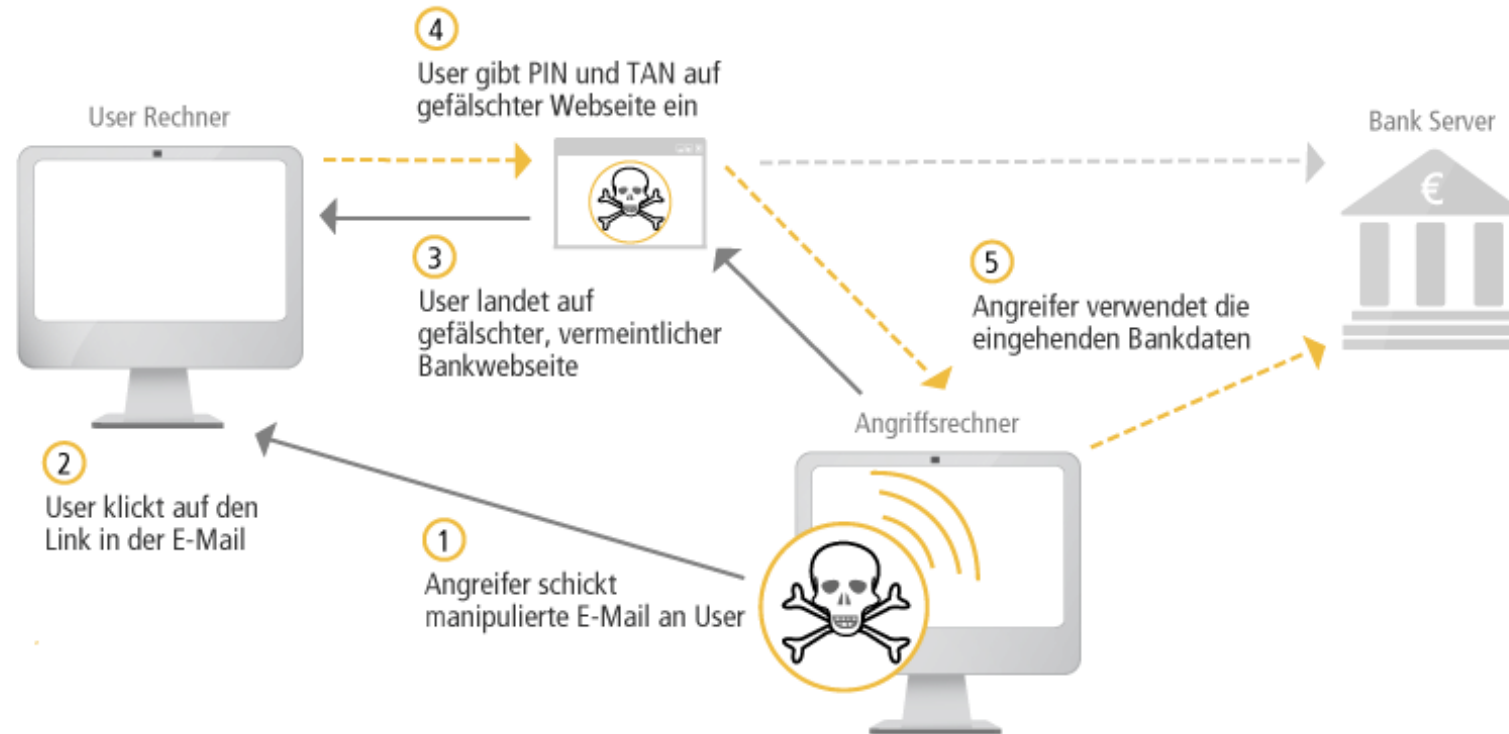 4
User gibt PIN und TAN auf
gefälschter Webseite ein
User Rechner
Bank Server
€
3
User landet auf
gefälschter, vermeintlicher
Bankwebseite
5
Angreifer verwendet die
eingehenden Bankdaten
Angriffsrechner
2
User klickt auf den
Link in der E-Mail
1
Angreifer schickt
manipulierte E-Mail an User